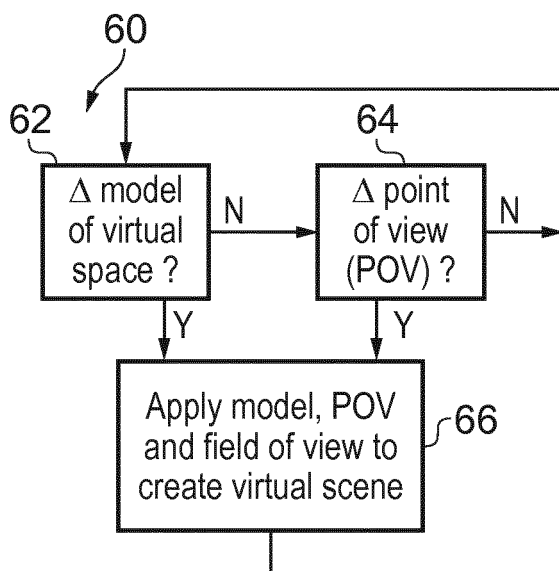 60
62
64
Δ model
of virtual
space ?
N
Δ point
of view
(POV) ?
N
Y
Y
Apply model, POV
and field of view to
create virtual scene
66